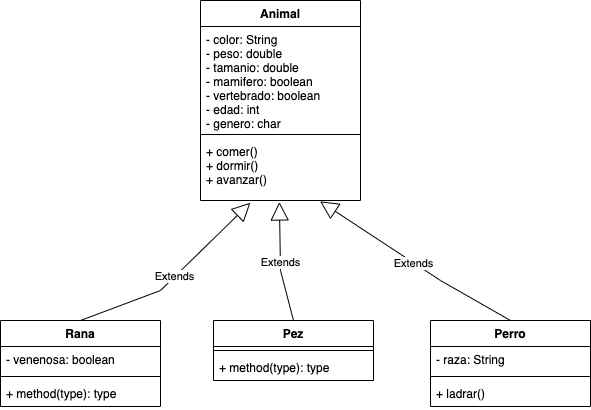 Animal
- color: String
- peso: double
- tamanio: double
- mamifero: boolean
- vertebrado: boolean
- edad: int
- genero: char
+ comer()
+ dormir()
+ avanzar()
Extends
Extends
Extends
Rana
- venenosa: boolean
+ method(type): type
Pez
+ method(type): type
Perro
- raza: String
+ ladrar()